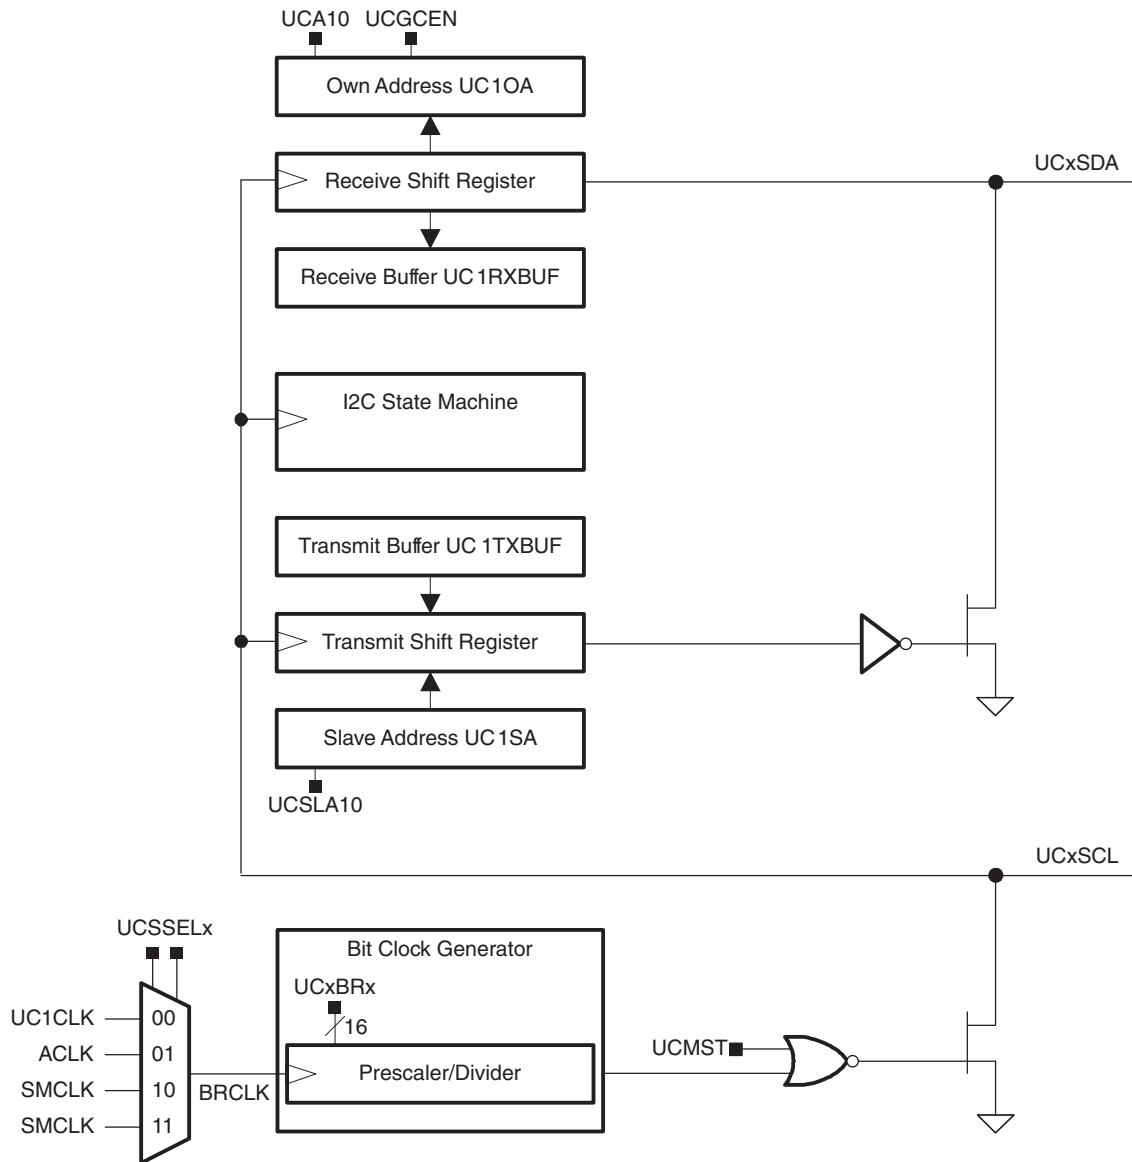 UCA10 UCGCEN
Own Address UC1OA
Receive Shift Register
UCxSDA
Receive Buffer UC1RXBUF
I2C State Machine
Transmit Buffer UC 1TXBUF
Transmit Shift Register
Slave Address UC1SA
UCSLA10
UCxSCL
UCSSELx
Bit Clock Generator
UCxBRx
16
UC1CLK 00
ACLK 01
SMCLK 10
SMCLK 11
BRCLK
Prescaler/Divider
UCMST